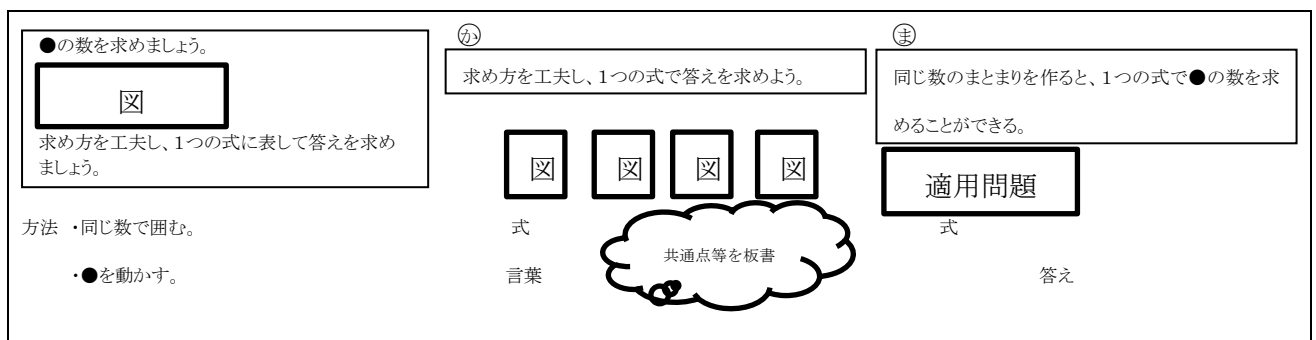 ●の数を求めましょう。
図
求め方を工夫し、１つの式に表して答えを求め
ましょう。
方法 ・同じ数で囲む。
・●を動かす。
か
求め方を工夫し、１つの式で答えを求めよう。
図 図 図 図
式
言葉
共通点等を板書
ま
同じ数のまとまりを作ると、１つの式で●の数を求
めることができる。
適用問題
式
答え